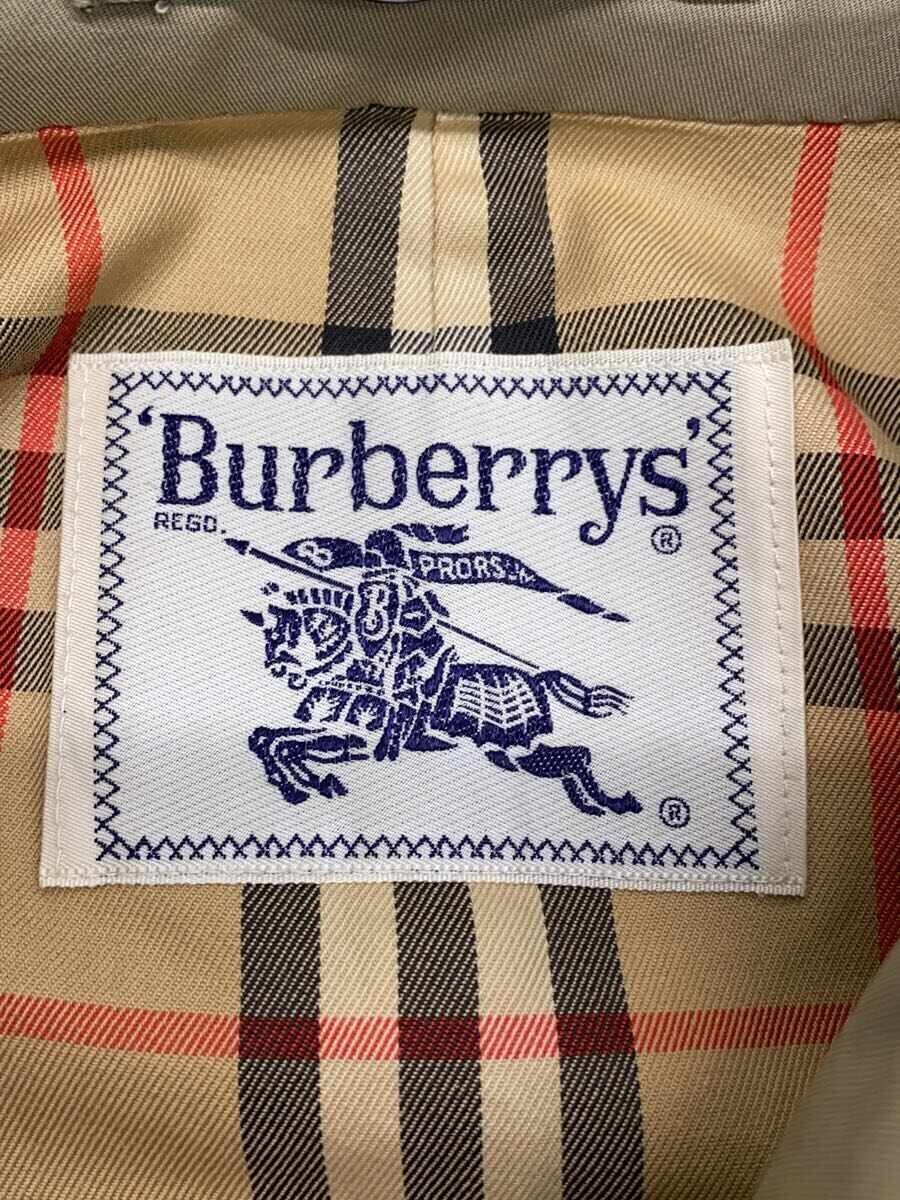 'Burberrys'
REGD. ®
B PRORSUM
®